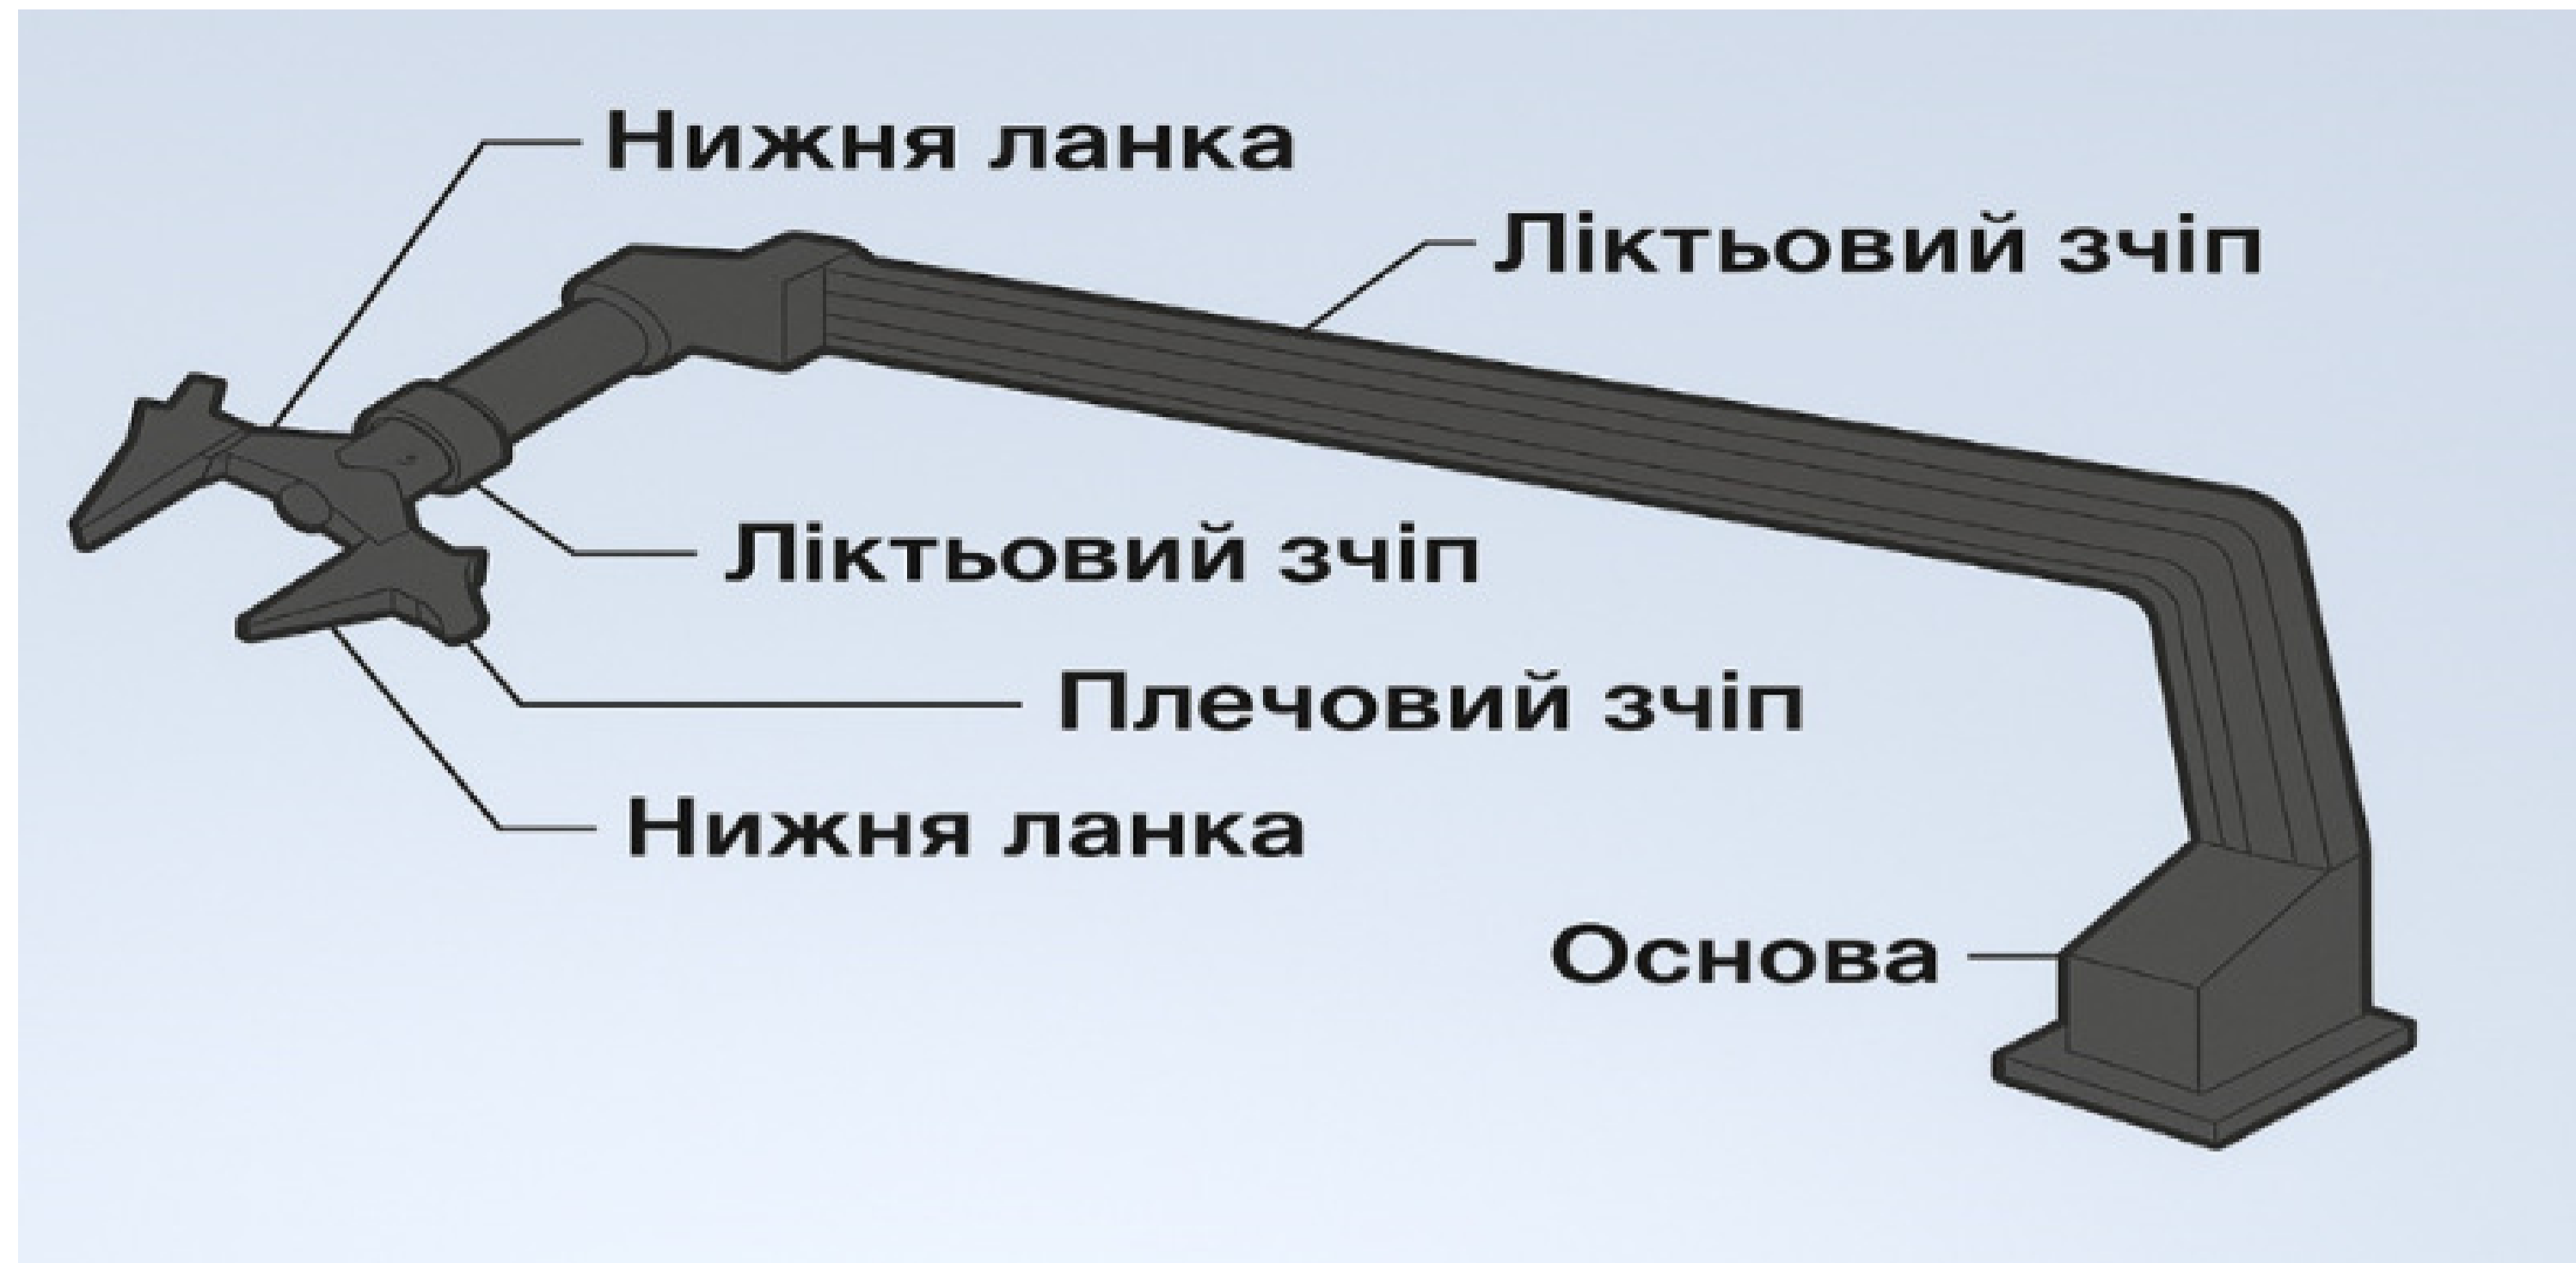 Нижня ланка
Ліктьовий зчіп
Ліктьовий зчіп
Плечовий зчіп
Нижня ланка
Основа